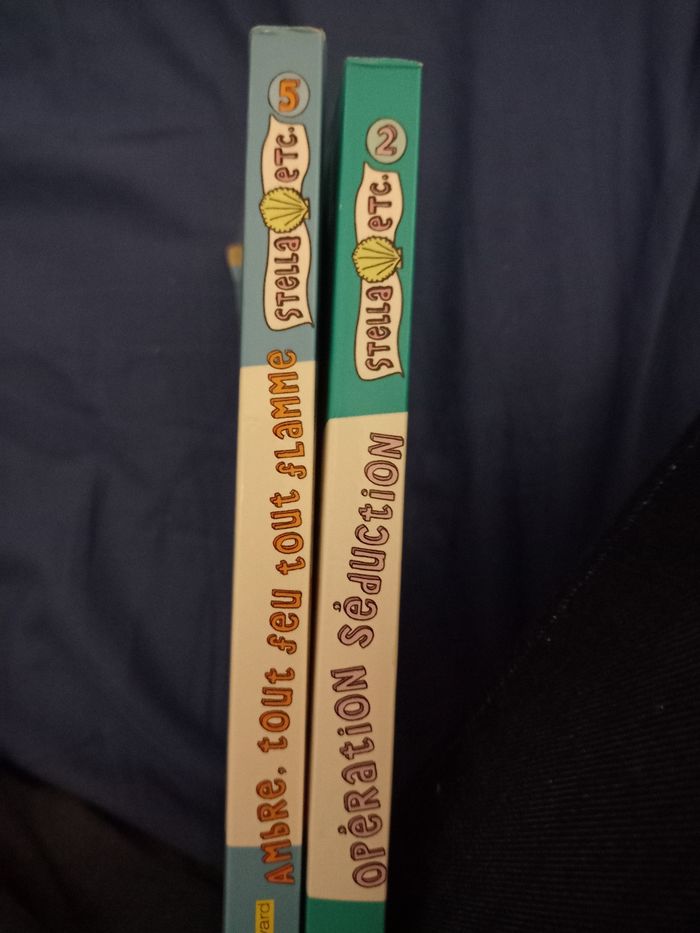 AMBRE, TOUT FEU TOUT FLAMME
STELLA ETC. 5
OPÉRATION SÉDUCTION
STELLA ETC. 2